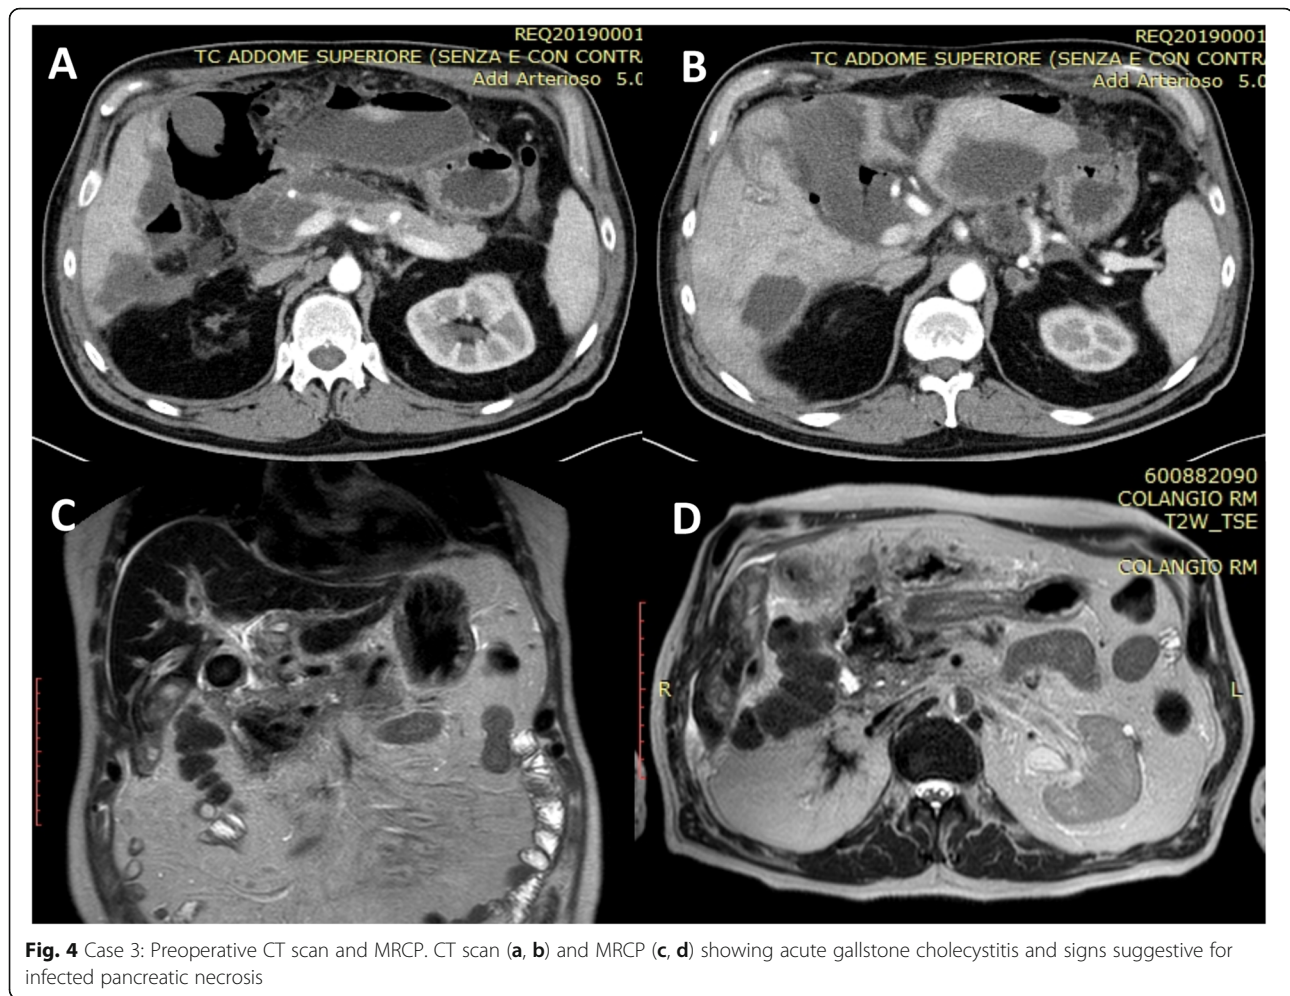 A
REQ20190001
TC ADDOME SUPERIORE (SENZA E CON CONTRA
Add Arterioso 5.0
B
REQ20190001
TC ADDOME SUPERIORE (SENZA E CON CONTRA
Add Arterioso 5.0
C
D
600882090
COLANGIO RM
T2W_TSE
COLANGIO RM
R
L
Fig. 4 Case 3: Preoperative CT scan and MRCP. CT scan (a, b) and MRCP (c, d) showing acute gallstone cholecystitis and signs suggestive for
infected pancreatic necrosis